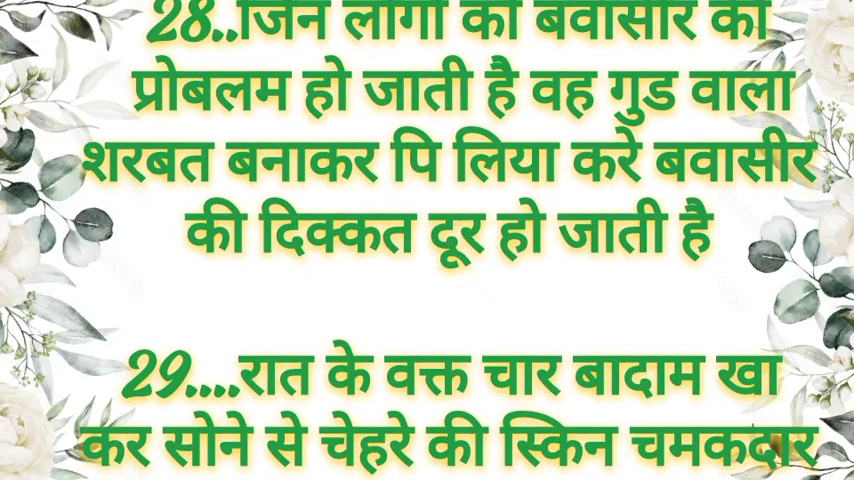 28..जिन लोगो को बवासीर की
प्रोबलम हो जाती है वह गुड वाला
शरबत बनाकर पि लिया करे बवासीर
की दिक्कत दूर हो जाती है
29....रात के वक्त चार बादाम खा
कर सोने से चेहरे की स्किन चमकदार